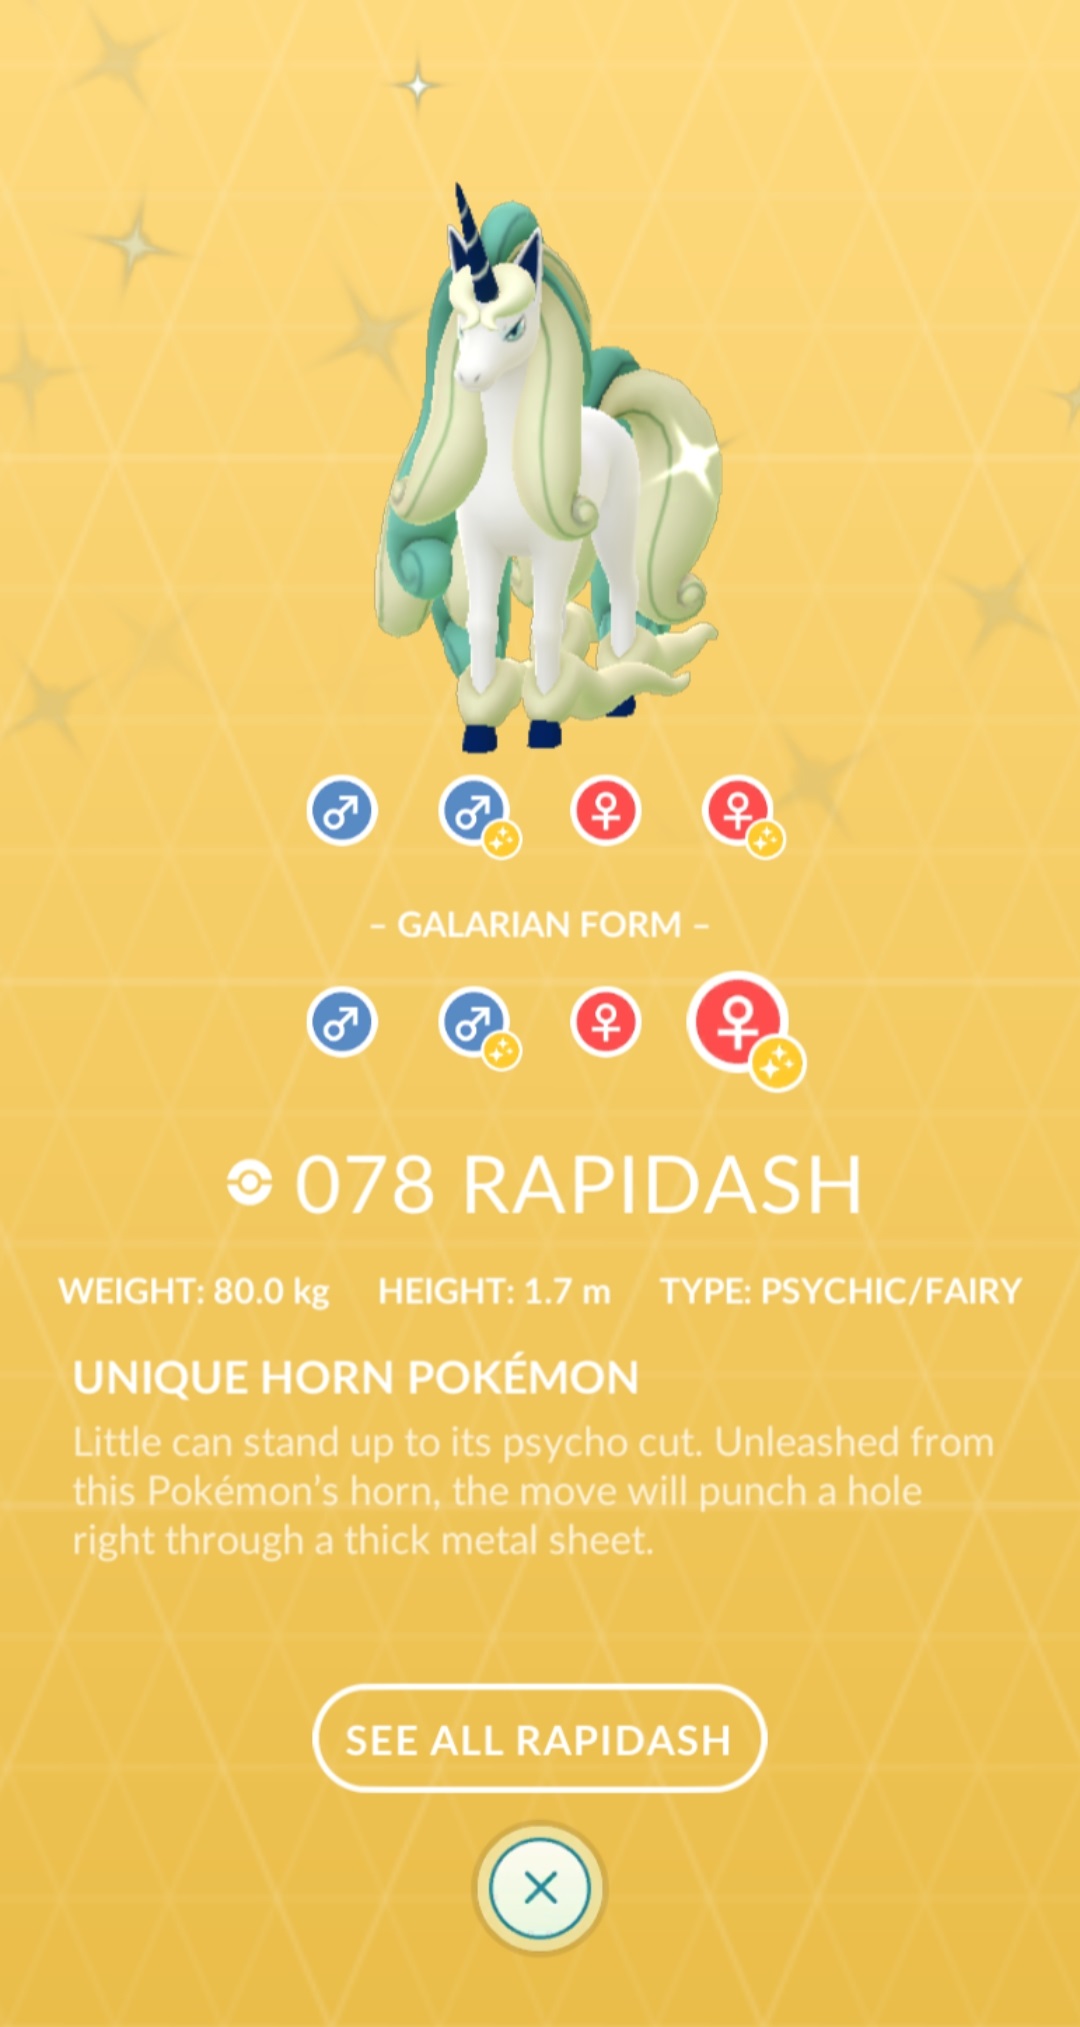 – GALARIAN FORM –
078 RAPIDASH
WEIGHT: 80.0 kg HEIGHT: 1.7 m TYPE: PSYCHIC/FAIRY
UNIQUE HORN POKÉMON
Little can stand up to its psycho cut. Unleashed from
this Pokémon’s horn, the move will punch a hole
right through a thick metal sheet.
SEE ALL RAPIDASH